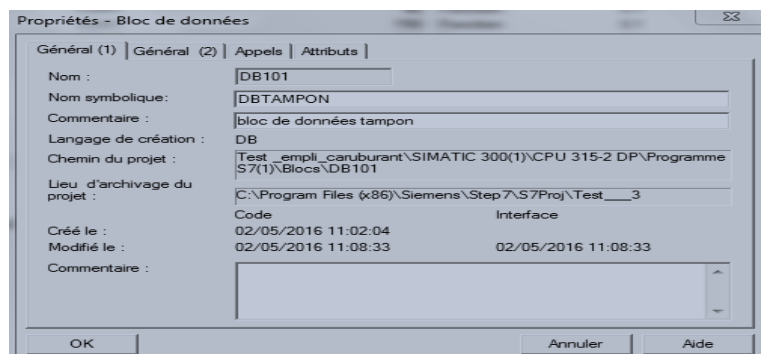 Propriétés - Bloc de données
Général (1) Général (2) Appels Attributs
Nom : DB101
Nom symbolique: DBTAMPON
Commentaire : bloc de données tampon
Langage de création : DB
Chemin du projet : Test _empli_caruburant\SIMATIC 300(1)\CPU 315-2 DP\Programme
S7(1)\Blocs\DB101
Lieu d'archivage du
projet : C:\Program Files (x86)\Siemens\Step7\S7Proj\Test___3
Code Interface
Créé le : 02/05/2016 11:02:04
Modifié le : 02/05/2016 11:08:33 02/05/2016 11:08:33
Commentaire :
OK Annuler Aide